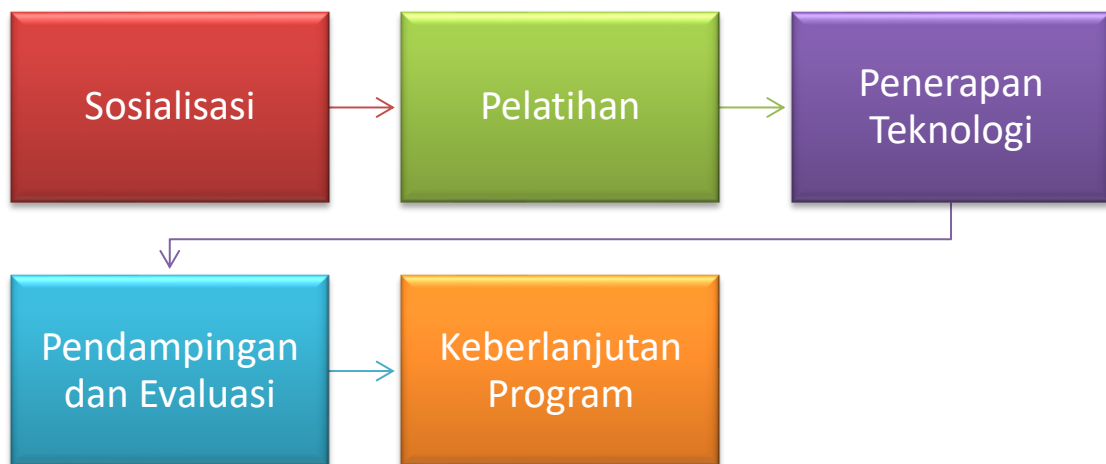 Sosialisasi
Pelatihan
Penerapan
Teknologi
Pendampingan
dan Evaluasi
Keberlanjutan
Program